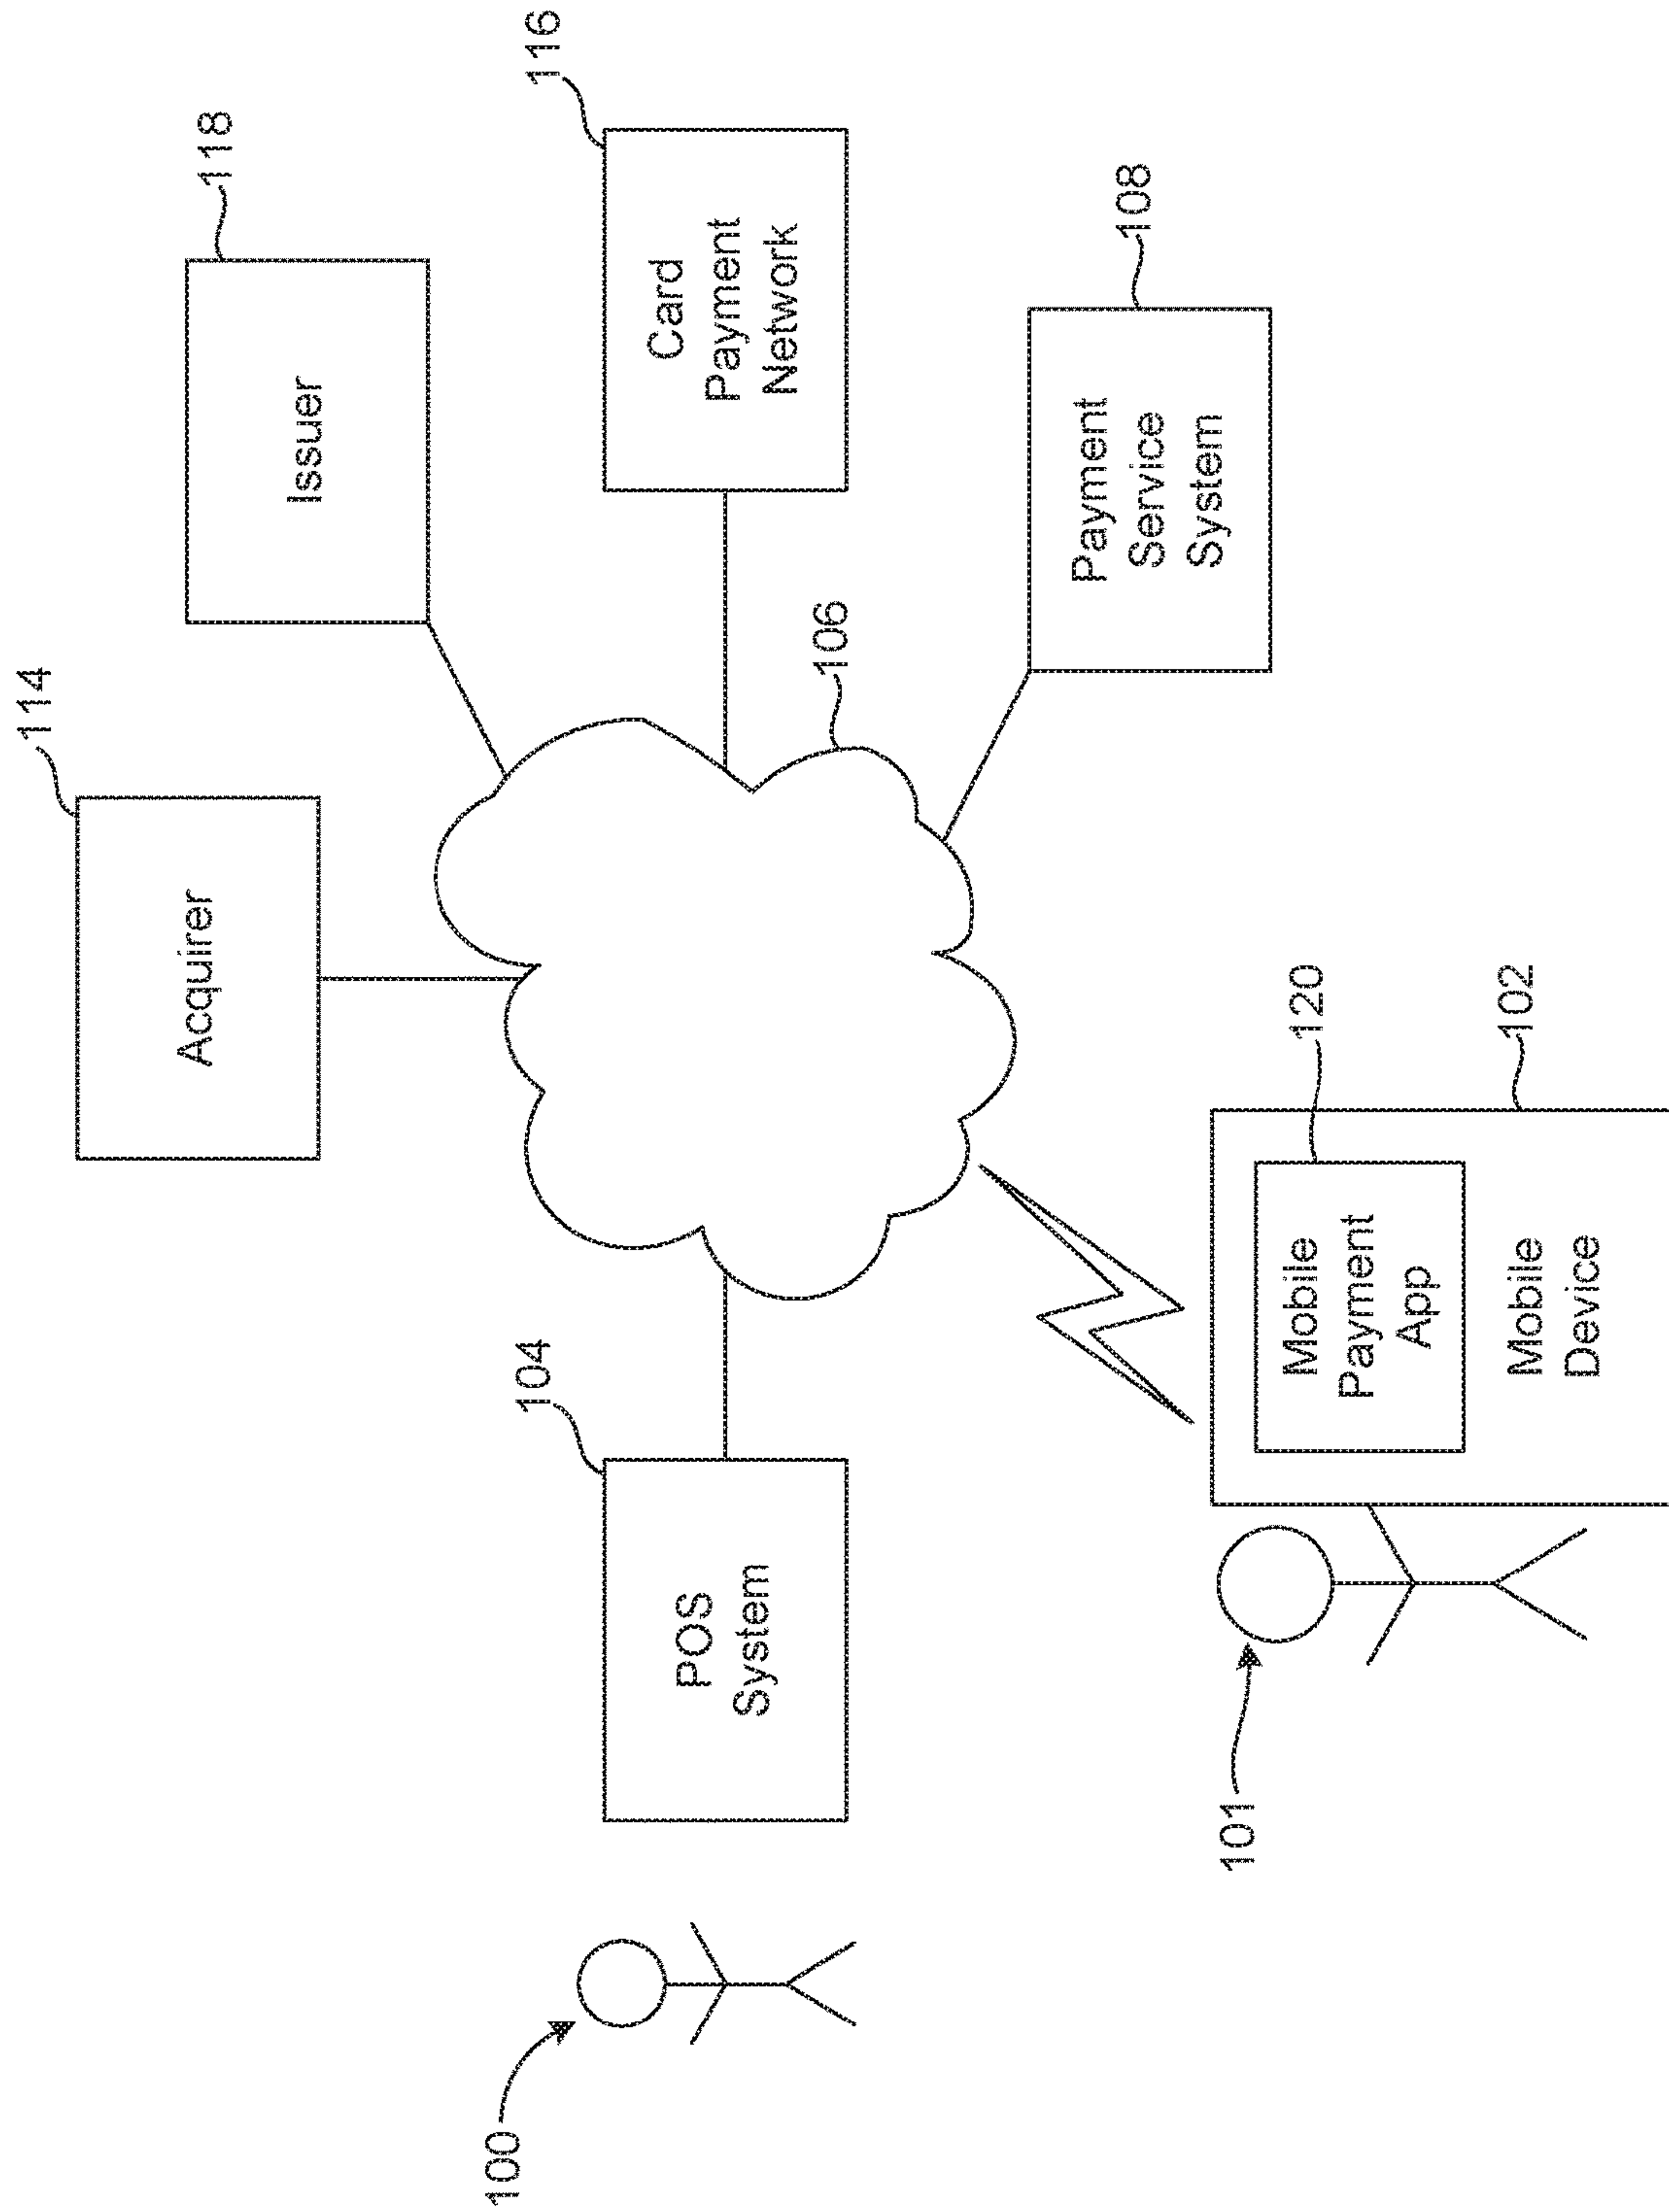 114
Acquirer
118
Issuer
100
104
POS
System
116
Card
Payment
Network
106
108
Payment
Service
System
101
120
Mobile
Payment
App
102
Mobile
Device